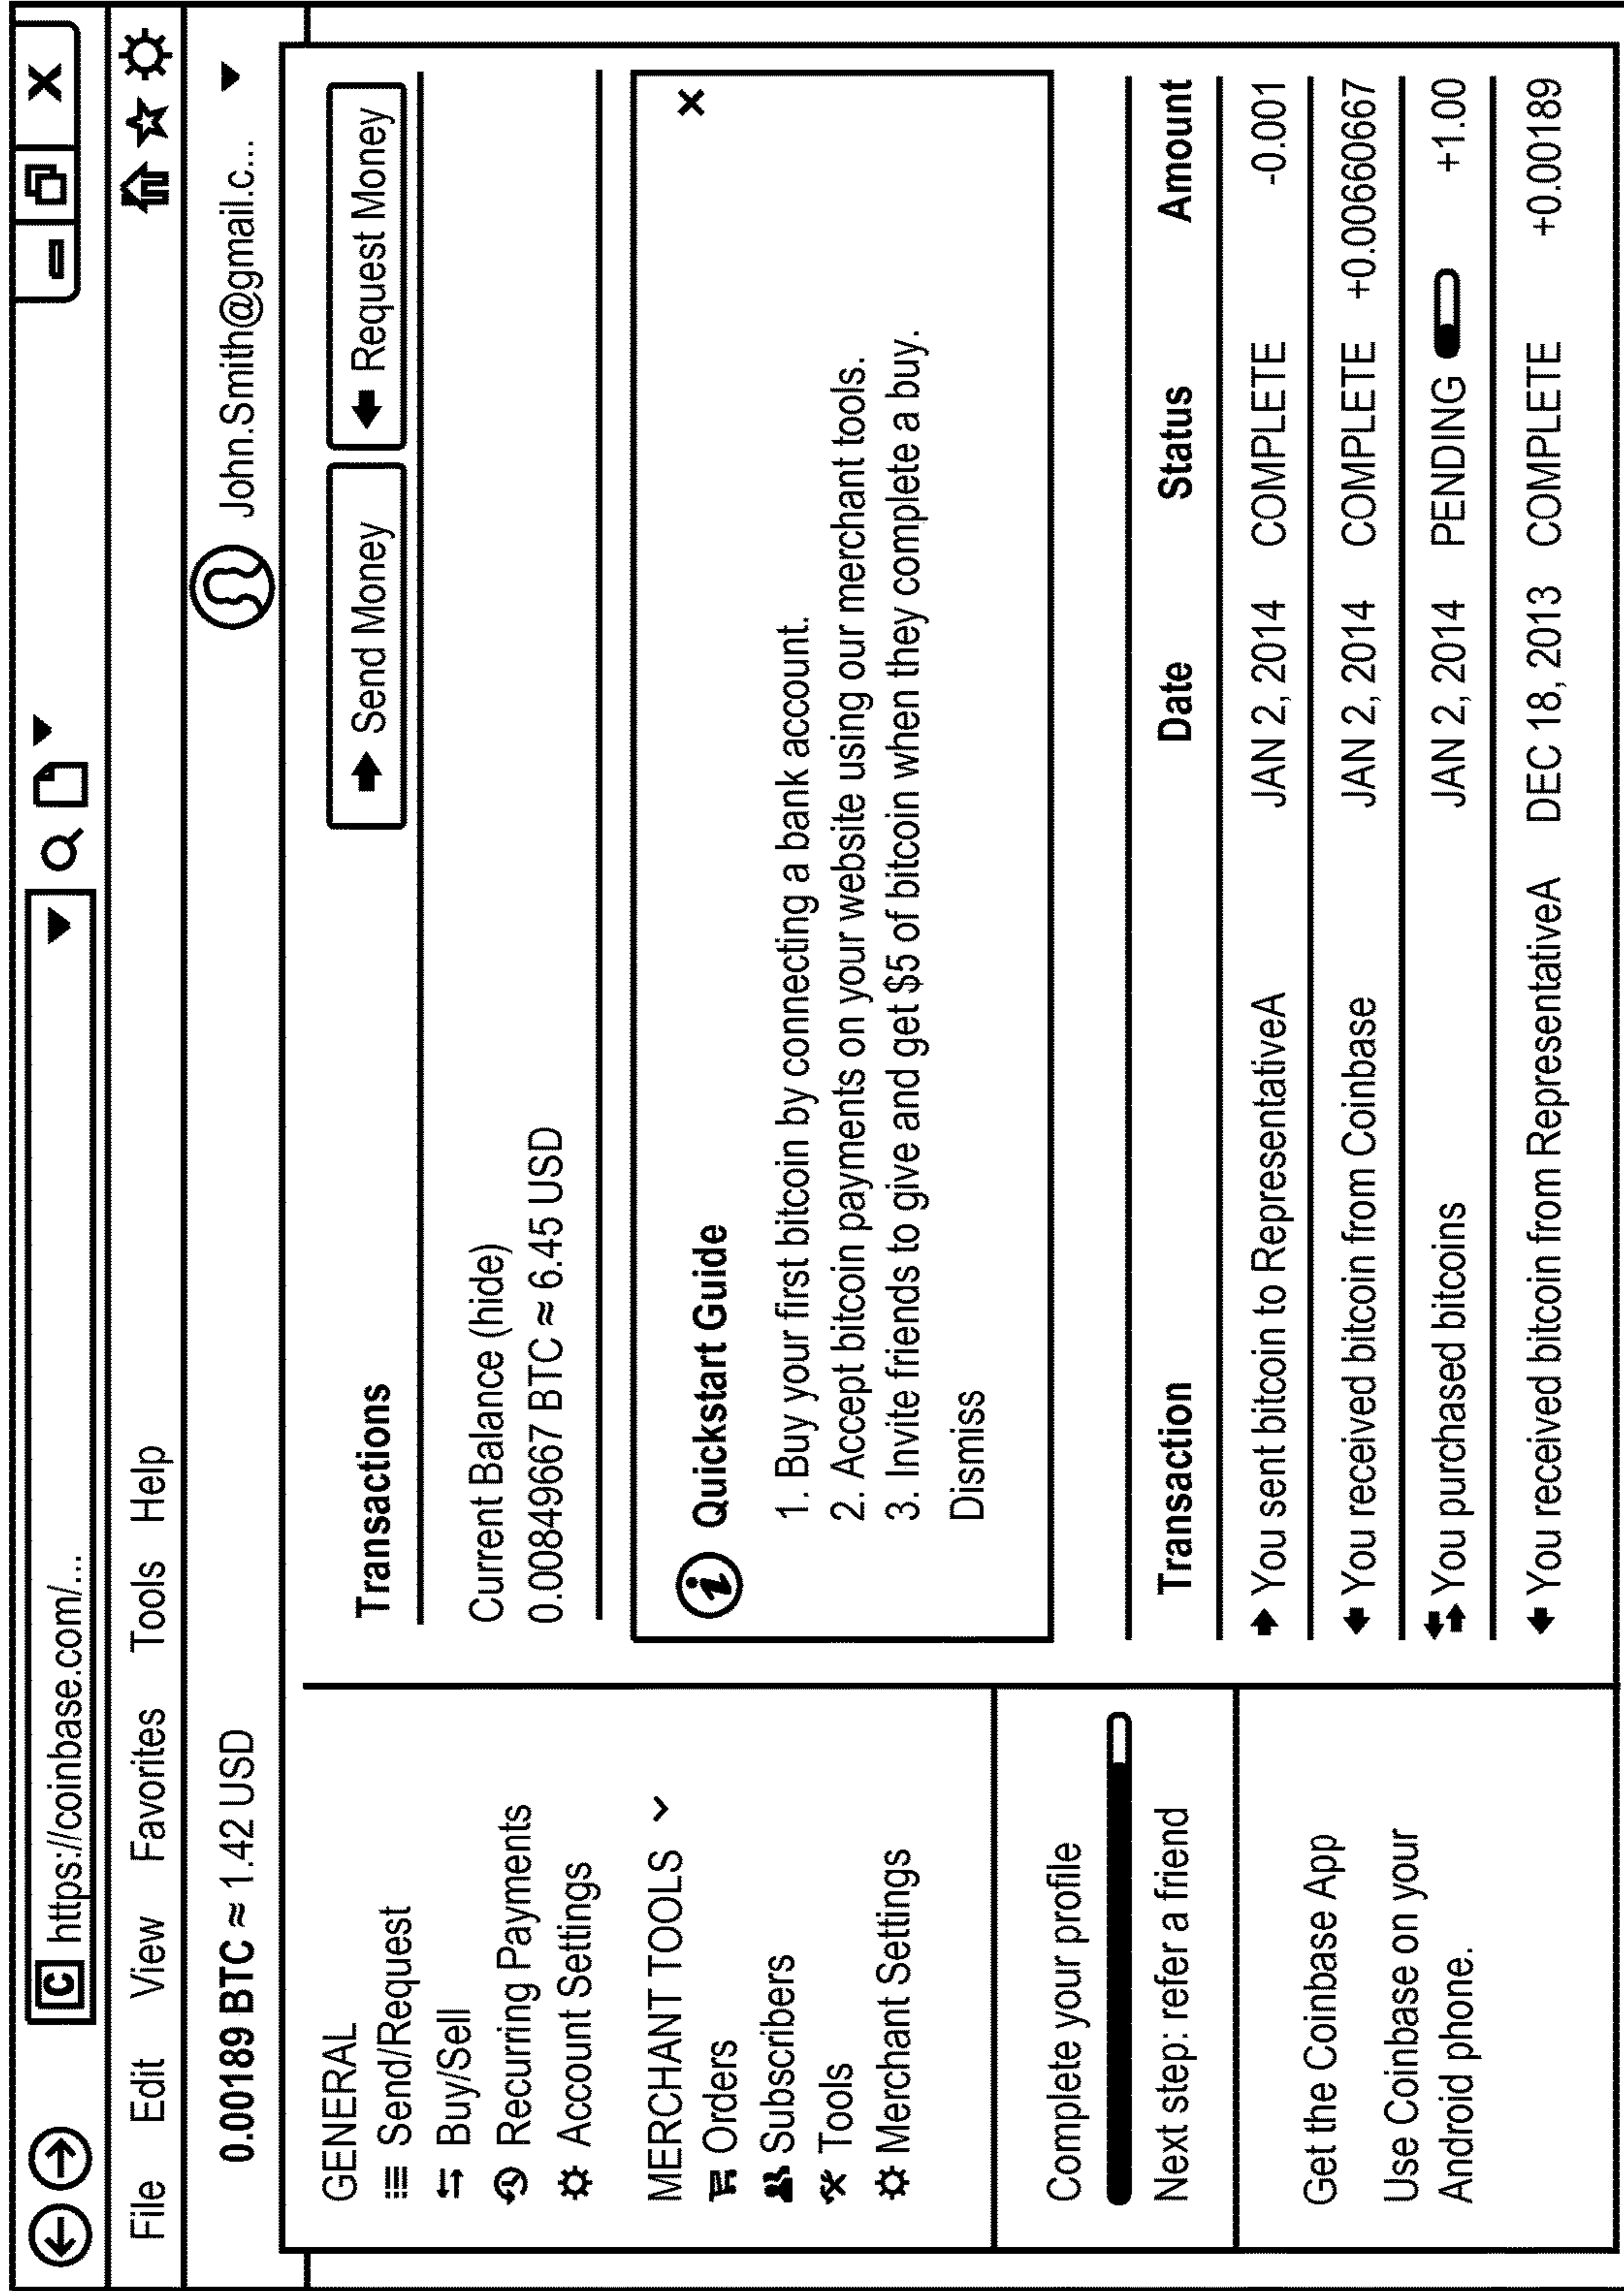 C https://coinbase.com/...
X
File Edit View Favorites Tools Help
0.00189 BTC ≈ 1.42 USD
John.Smith@gmail.c...
GENERAL
Send/Request
Buy/Sell
Recurring Payments
Account Settings
MERCHANT TOOLS
Orders
Subscribers
Tools
Merchant Settings
Complete your profile
Next step: refer a friend
Get the Coinbase App
Use Coinbase on your
Android phone.
Transactions
Send Money
Request Money
Current Balance (hide)
0.00849667 BTC ≈ 6.45 USD
i Quickstart Guide
x
1. Buy your first bitcoin by connecting a bank account.
2. Accept bitcoin payments on your website using our merchant tools.
3. Invite friends to give and get $5 of bitcoin when they complete a buy.
Dismiss
Transaction Date Status Amount
You sent bitcoin to RepresentativeA JAN 2, 2014 COMPLETE -0.001
You received bitcoin from Coinbase JAN 2, 2014 COMPLETE +0.00660667
You purchased bitcoins JAN 2, 2014 PENDING +1.00
You received bitcoin from RepresentativeA DEC 18, 2013 COMPLETE +0.00189